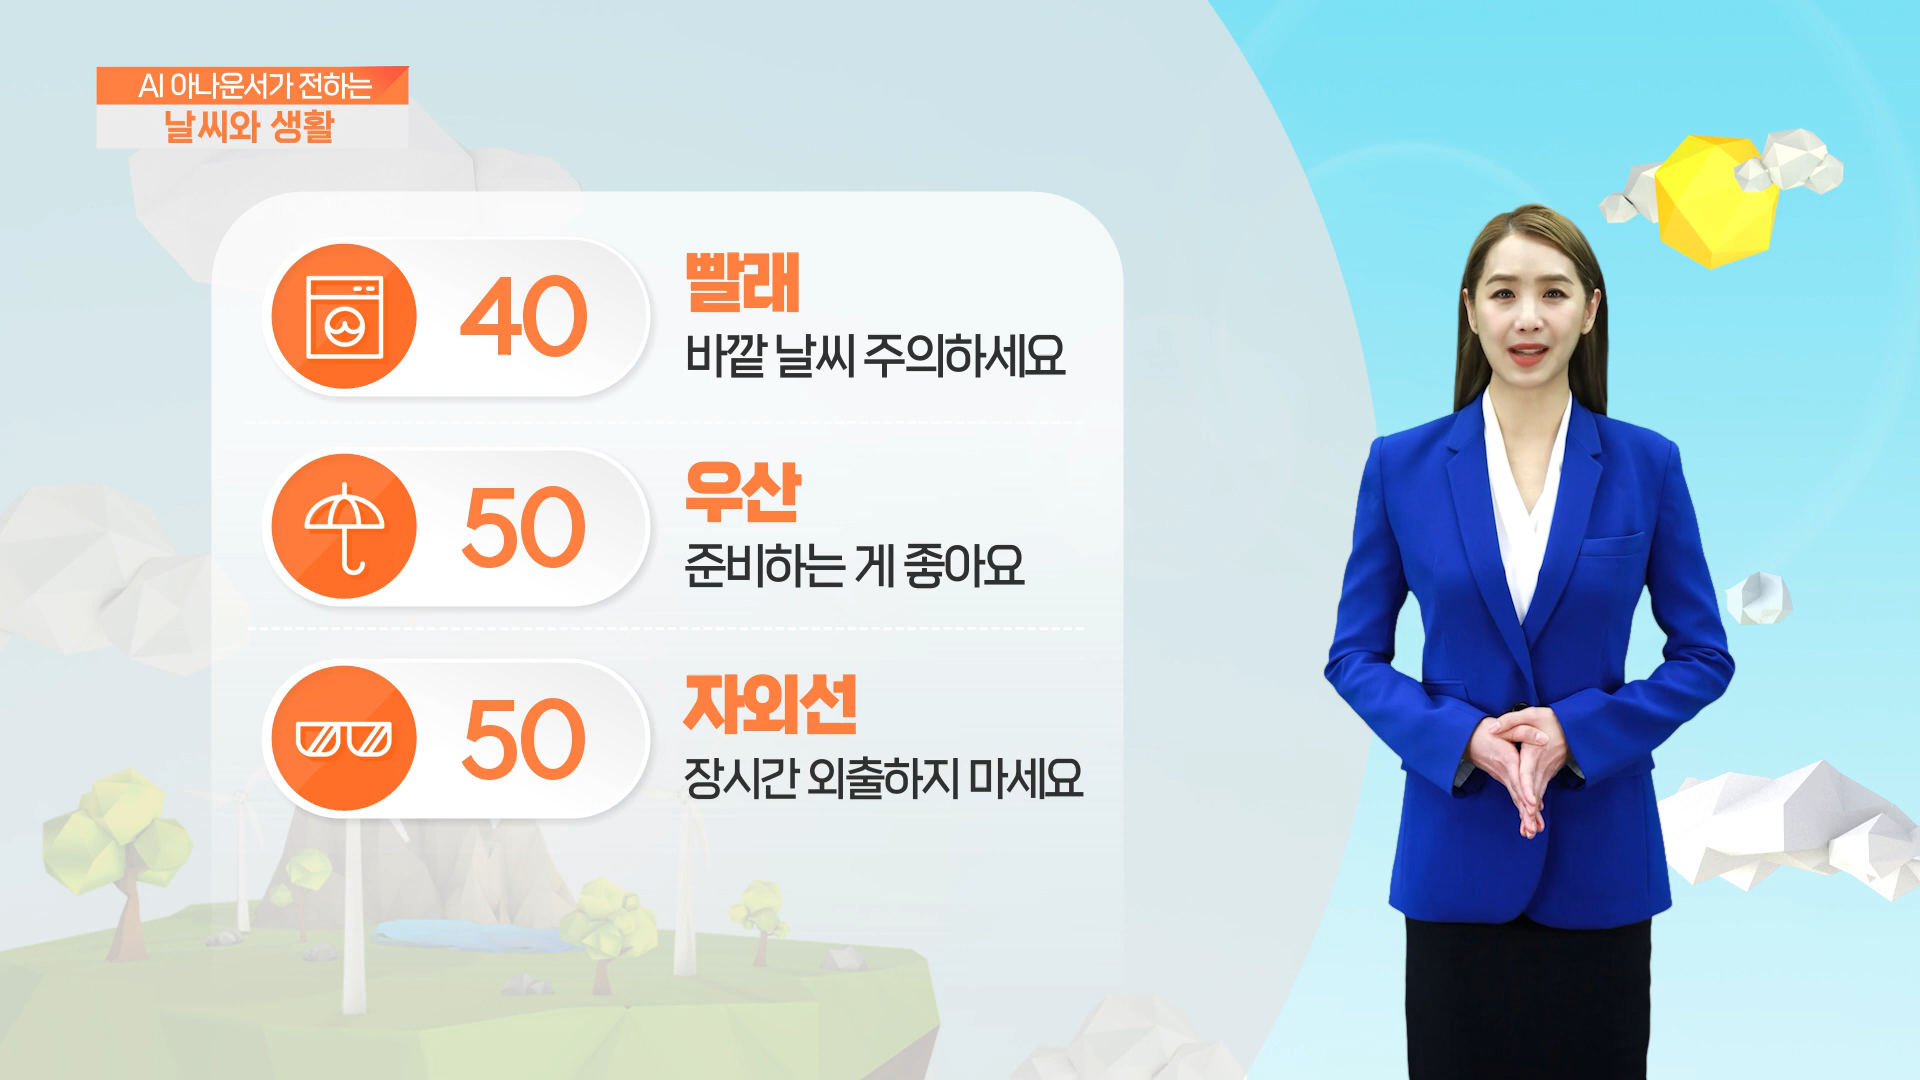 AI 아나운서가 전하는
날씨와 생활
40
빨래
바깥 날씨 주의하세요
50
우산
준비하는 게 좋아요
50
자외선
장시간 외출하지 마세요